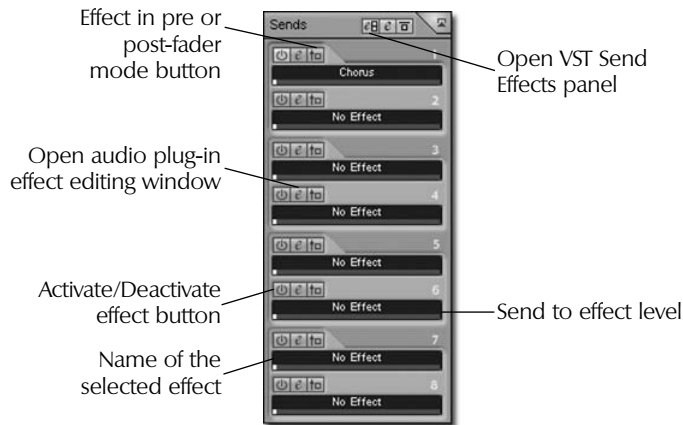 Effect in pre or
post-fader
mode button
Open audio plug-in
effect editing window
Activate/Deactivate
effect button
Name of the
selected effect
Sends
1
Chorus
2
No Effect
3
No Effect
4
No Effect
5
No Effect
6
No Effect
7
No Effect
8
No Effect
Open VST Send
Effects panel
Send to effect level